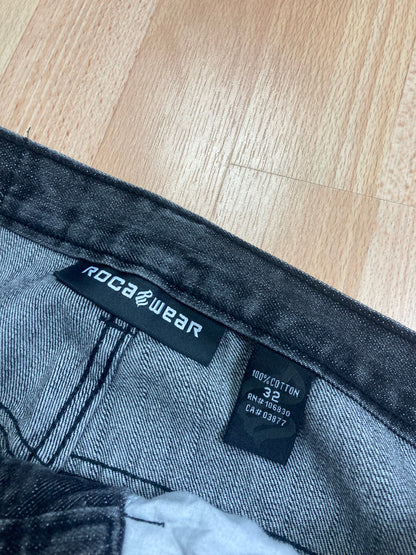 ROCA WEAR
100% COTTON
32
RN# 106830
CA# 03877